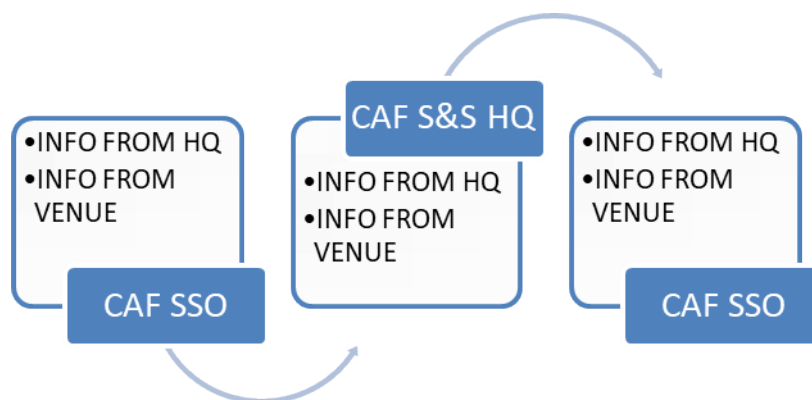 •INFO FROM HQ
•INFO FROM
VENUE
CAF SSO
CAF S&S HQ
•INFO FROM HQ
•INFO FROM
VENUE
•INFO FROM HQ
•INFO FROM
VENUE
CAF SSO